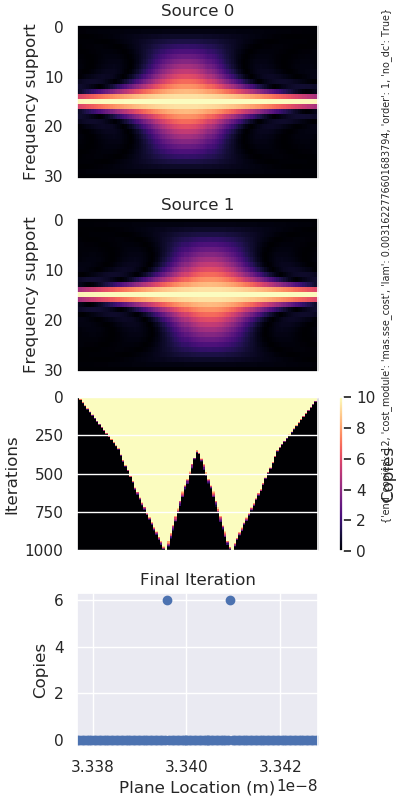 Source 0
Frequency support
0
10
20
30
Source 1
Frequency support
0
10
20
30
Iterations
0
250
500
750
1000
10
8
6
4
2
0
Copies
Final Iteration
Copies
6
4
2
0
3.338
3.340
3.342
Plane Location (m)
1e−8
12, 'cost_module': 'mas.sse_cost', 'lam': 0.0031622776601683794, 'order': 1, 'no_dc': True}